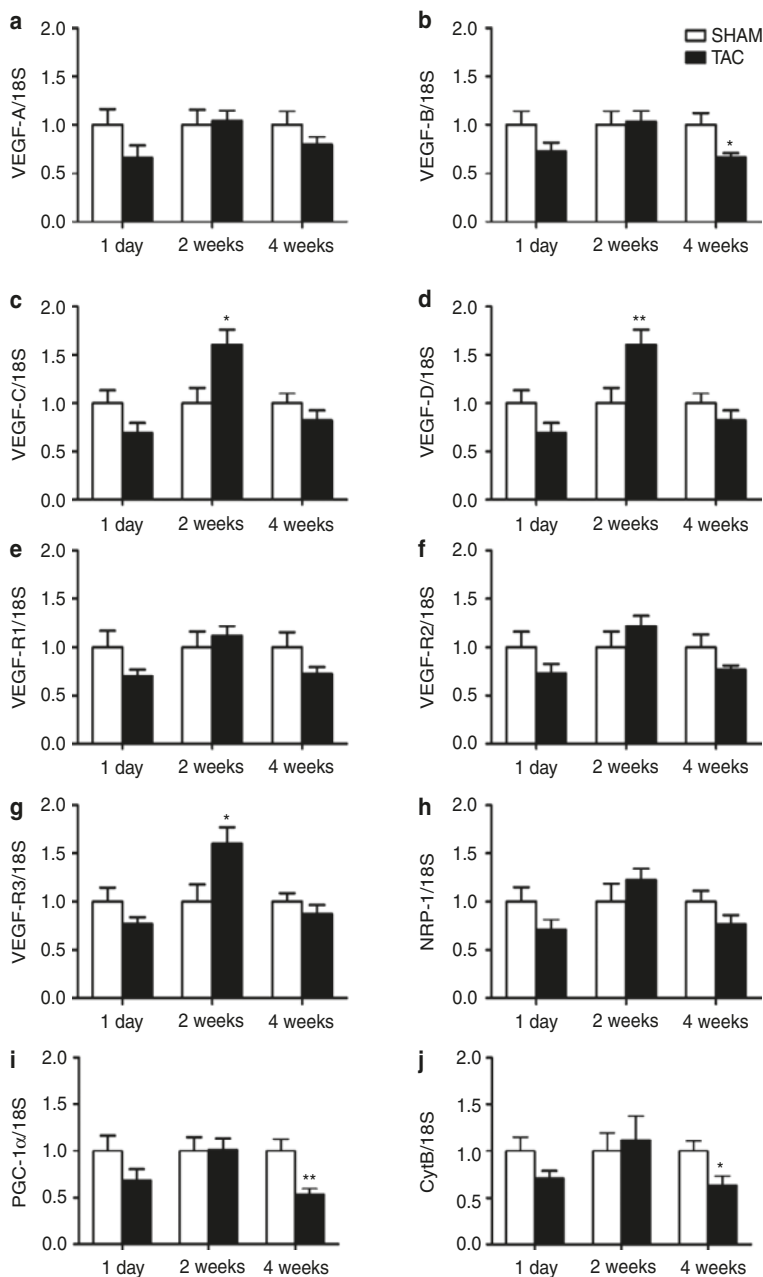 a
VEGF-A/18S
2.0
1.5
1.0
0.5
0.0
1 day 2 weeks 4 weeks
b
SHAM
TAC
VEGF-B/18S
2.0
1.5
1.0
0.5
0.0
*
1 day 2 weeks 4 weeks
c
VEGF-C/18S
2.0
1.5
1.0
0.5
0.0
*
1 day 2 weeks 4 weeks
d
VEGF-D/18S
2.0
1.5
1.0
0.5
0.0
**
1 day 2 weeks 4 weeks
e
VEGF-R1/18S
2.0
1.5
1.0
0.5
0.0
1 day 2 weeks 4 weeks
f
VEGF-R2/18S
2.0
1.5
1.0
0.5
0.0
1 day 2 weeks 4 weeks
g
VEGF-R3/18S
2.0
1.5
1.0
0.5
0.0
*
1 day 2 weeks 4 weeks
h
NRP-1/18S
2.0
1.5
1.0
0.5
0.0
1 day 2 weeks 4 weeks
i
PGC-1α/18S
2.0
1.5
1.0
0.5
0.0
**
1 day 2 weeks 4 weeks
j
CytB/18S
2.0
1.5
1.0
0.5
0.0
*
1 day 2 weeks 4 weeks